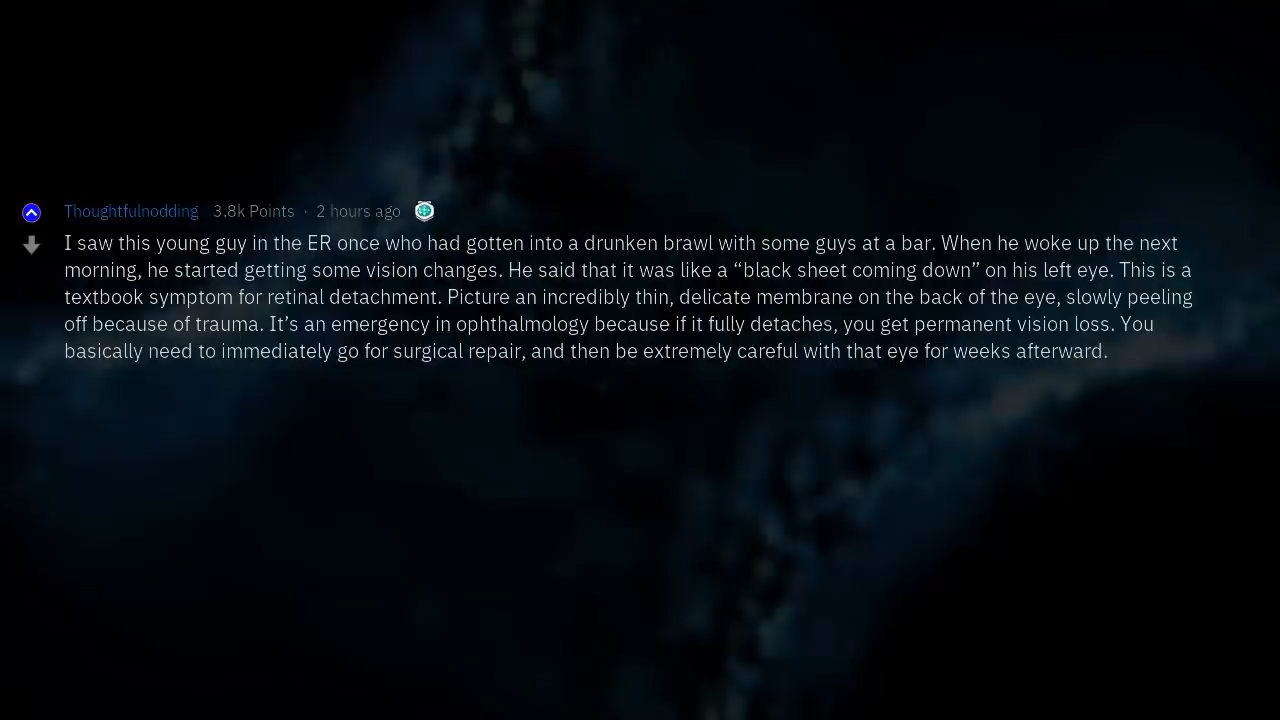 Thoughtfulnodding 3.8k Points · 2 hours ago
I saw this young guy in the ER once who had gotten into a drunken brawl with some guys at a bar. When he woke up the next
morning, he started getting some vision changes. He said that it was like a “black sheet coming down” on his left eye. This is a
textbook symptom for retinal detachment. Picture an incredibly thin, delicate membrane on the back of the eye, slowly peeling
off because of trauma. It’s an emergency in ophthalmology because if it fully detaches, you get permanent vision loss. You
basically need to immediately go for surgical repair, and then be extremely careful with that eye for weeks afterward.